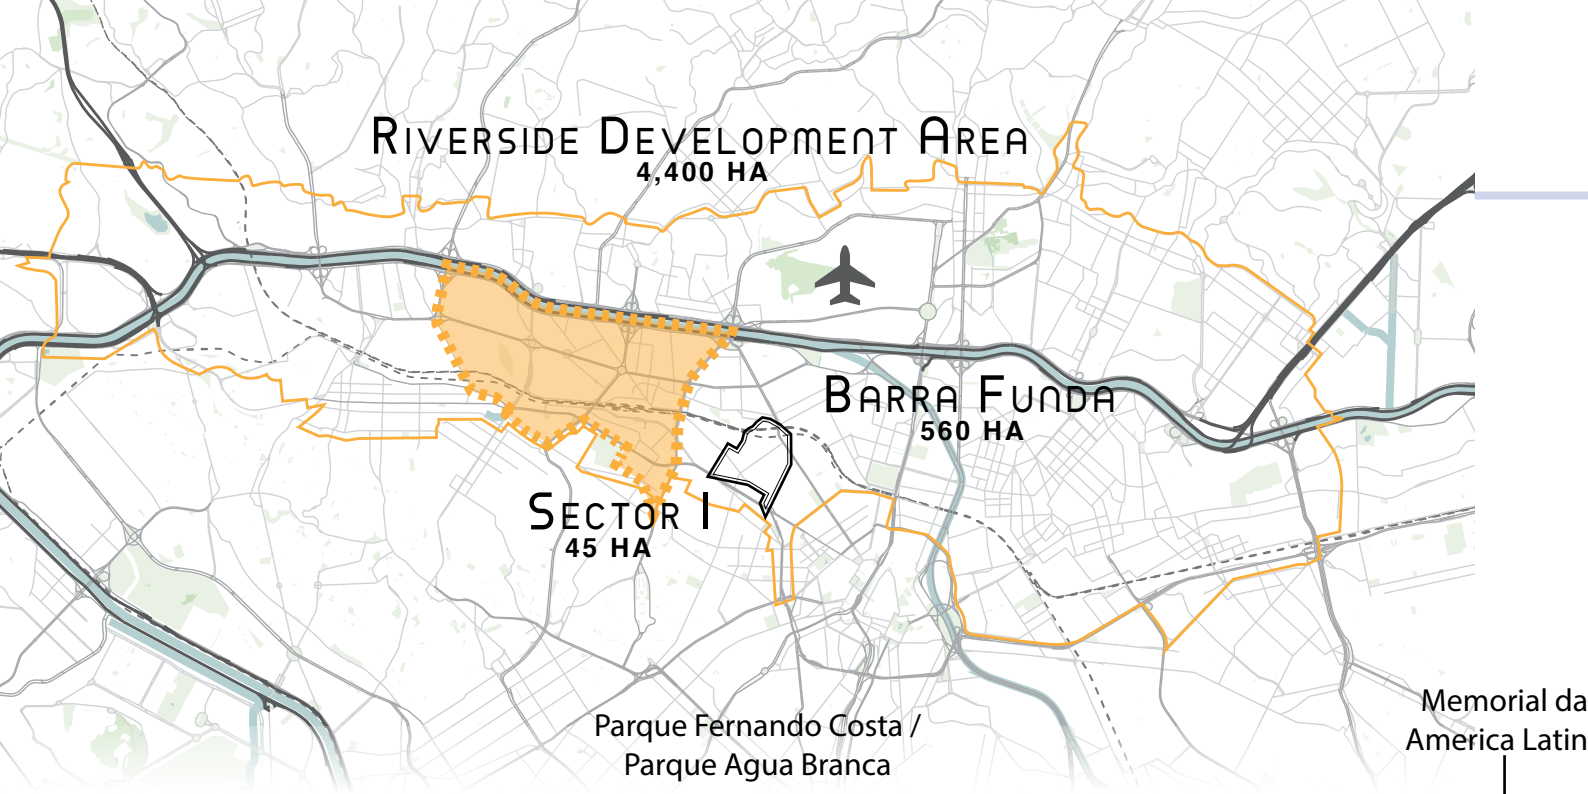 Riverside Development Area
4,400 HA
Barra Funda
560 HA
Sector I
45 HA
Parque Fernando Costa /
Parque Agua Branca
Memorial da
America Latin